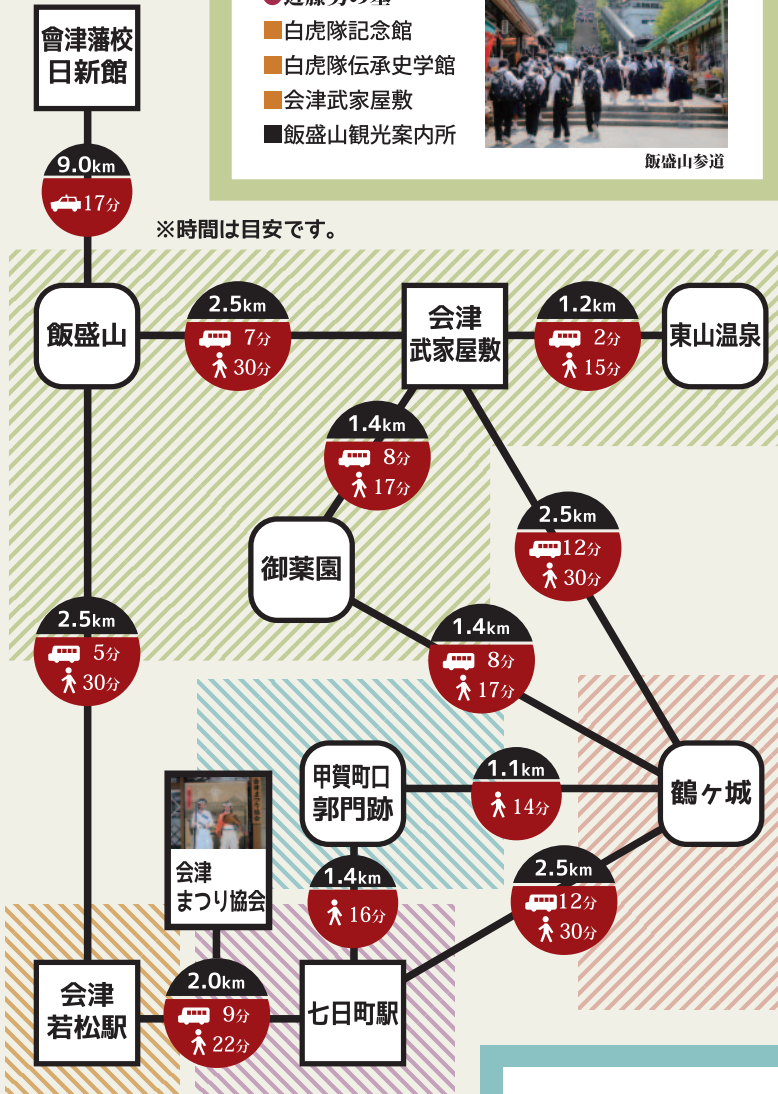 會津藩校
日新館
白虎隊記念館
白虎隊伝承史学館
会津武家屋敷
飯盛山観光案内所
飯盛山参道
9.0km
17分
※時間は目安です。
飯盛山
2.5km
7分
30分
会津
武家屋敷
1.2km
2分
15分
東山温泉
1.4km
8分
17分
2.5km
12分
30分
御薬園
2.5km
5分
30分
1.4km
8分
17分
甲賀町口
郭門跡
1.1km
14分
鶴ヶ城
会津
まつり協会
1.4km
16分
2.5km
12分
30分
会津
若松駅
2.0km
9分
22分
七日町駅